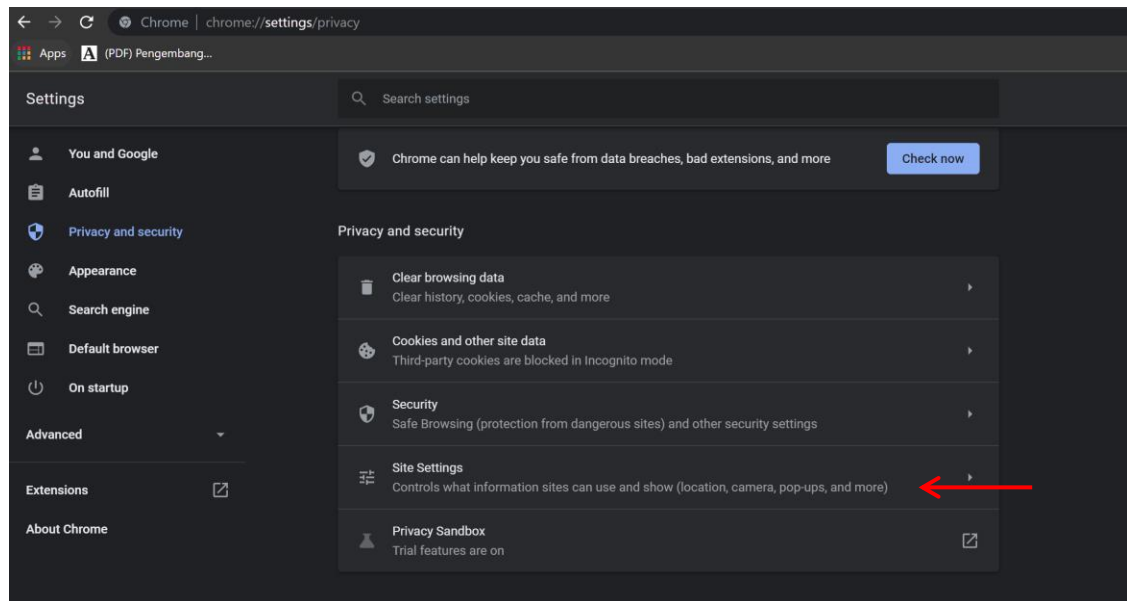 Chrome | chrome://settings/privacy
Apps A (PDF) Pengembang...
Settings
Search settings
You and Google
Autofill
Privacy and security
Appearance
Search engine
Default browser
On startup
Advanced
Extensions
About Chrome
Chrome can help keep you safe from data breaches, bad extensions, and more
Check now
Privacy and security
Clear browsing data
Clear history, cookies, cache, and more
Cookies and other site data
Third-party cookies are blocked in Incognito mode
Security
Safe Browsing (protection from dangerous sites) and other security settings
Site Settings
Controls what information sites can use and show (location, camera, pop-ups, and more)
Privacy Sandbox
Trial features are on